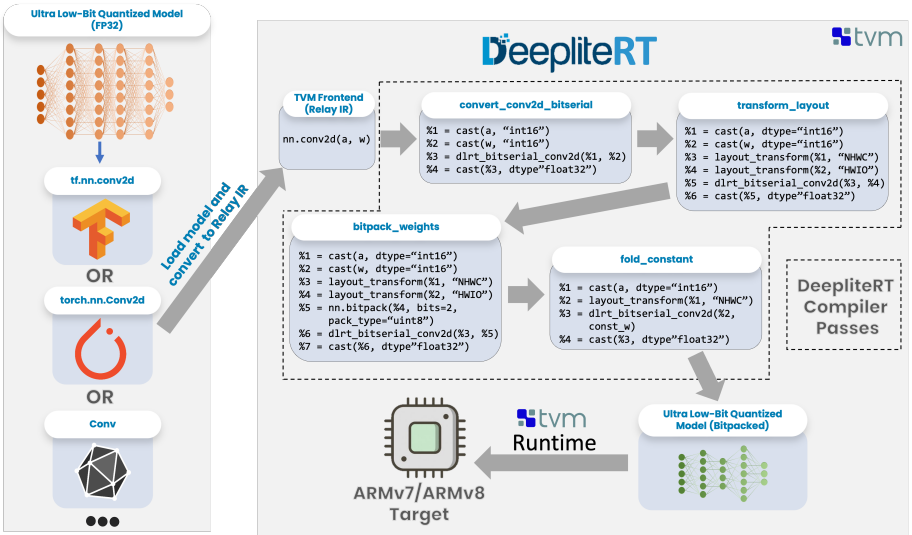 Ultra Low-Bit Quantized Model
(FP32)
tf.nn.conv2d
OR
torch.nn.Conv2d
OR
Conv
Load model and
convert to Relay IR
DeepliteRT
tvm
TVM Frontend
(Relay IR)
nn.conv2d(a, w)
convert_conv2d_bitserial
%1 = cast(a, “int16”)
%2 = cast(w, “int16”)
%3 = dlrt_bitserial_conv2d(%1, %2)
%4 = cast(%3, dtype”float32”)
transform_layout
%1 = cast(a, dtype=“int16”)
%2 = cast(w, dtype=“int16”)
%3 = layout_transform(%1, “NHWC”)
%4 = layout_transform(%2, “HWIO”)
%5 = dlrt_bitserial_conv2d(%3, %4)
%6 = cast(%5, dtype”float32”)
bitpack_weights
%1 = cast(a, dtype=“int16”)
%2 = cast(w, dtype=“int16”)
%3 = layout_transform(%1, “NHWC”)
%4 = layout_transform(%2, “HWIO”)
%5 = nn.bitpack(%4, bits=2,
pack_type=“uint8”)
%6 = dlrt_bitserial_conv2d(%3, %5)
%7 = cast(%6, dtype”float32”)
fold_constant
%1 = cast(a, dtype=“int16”)
%2 = layout_transform(%1, “NHWC”)
%3 = dlrt_bitserial_conv2d(%2,
const_w)
%4 = cast(%3, dtype”float32”)
DeepliteRT
Compiler
Passes
Ultra Low-Bit Quantized
Model (Bitpacked)
tvm
Runtime
ARMv7/ARMv8
Target